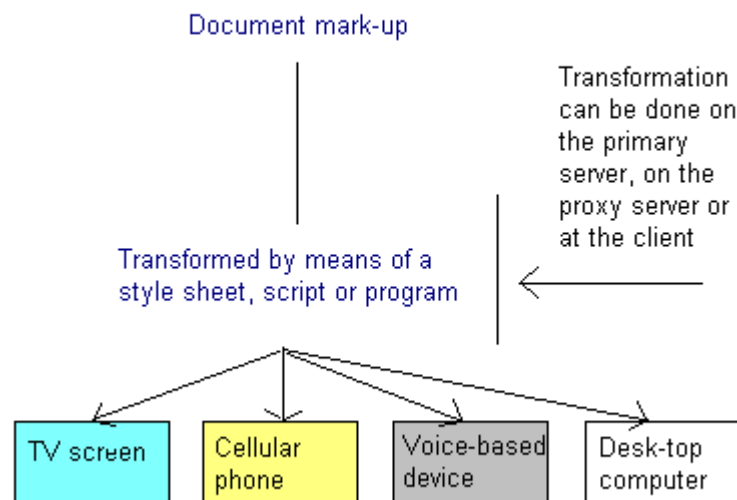 Document mark-up
Transformation
can be done on
the primary
server, on the
proxy server or
at the client
Transformed by means of a
style sheet, script or program
TV screen
Cellular
phone
Voice-based
device
Desk-top
computer